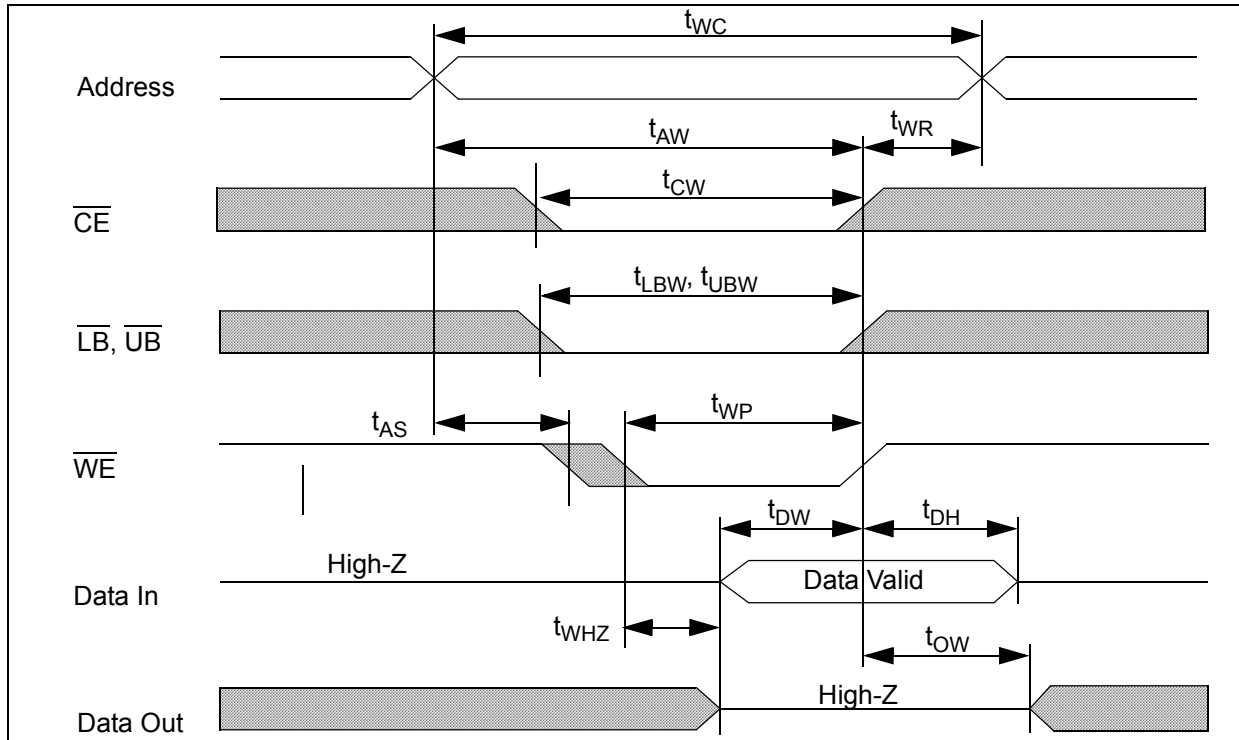 tWC
Address
tAW
tWR
tCW
CE
tLBW, tUBW
LB, UB
tAS
tWP
WE
tDW
tDH
High-Z
Data In
Data Valid
tWHZ
tOW
High-Z
Data Out